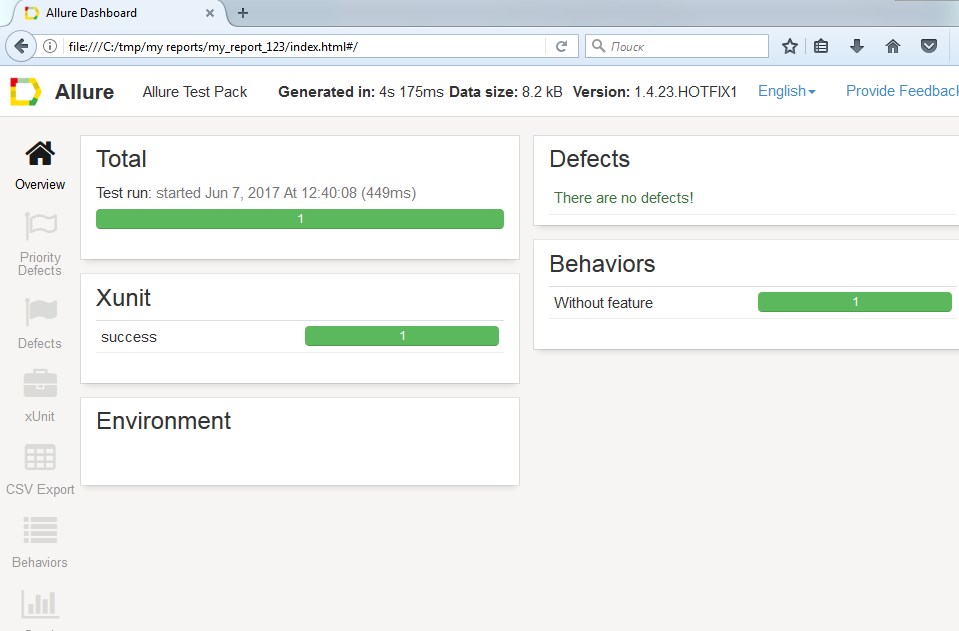 Allure Dashboard
file:///C:/tmp/my reports/my_report_123/index.html#/
Поиск
Allure
Allure Test Pack
Generated in: 4s 175ms Data size: 8.2 kB Version: 1.4.23.HOTFIX1
English
Provide Feedback
Overview
Priority
Defects
Defects
xUnit
CSV Export
Behaviors
Total
Test run: started Jun 7, 2017 At 12:40:08 (449ms)
1
Xunit
success 1
Environment
Defects
There are no defects!
Behaviors
Without feature 1